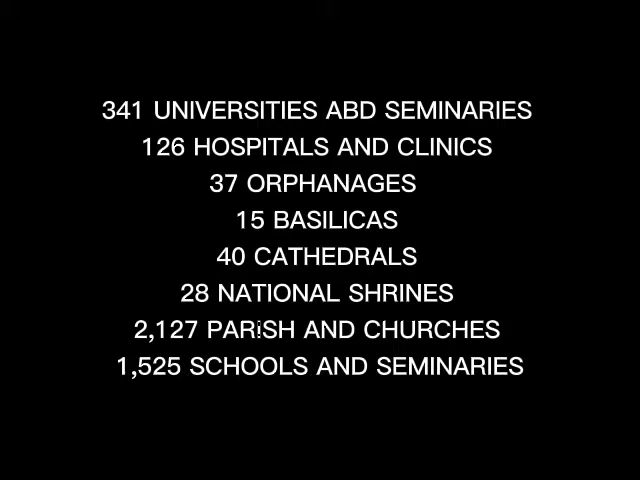 341 UNIVERSITIES ABD SEMINARIES
126 HOSPITALS AND CLINICS
37 ORPHANAGES
15 BASILICAS
40 CATHEDRALS
28 NATIONAL SHRINES
2,127 PARISH AND CHURCHES
1,525 SCHOOLS AND SEMINARIES